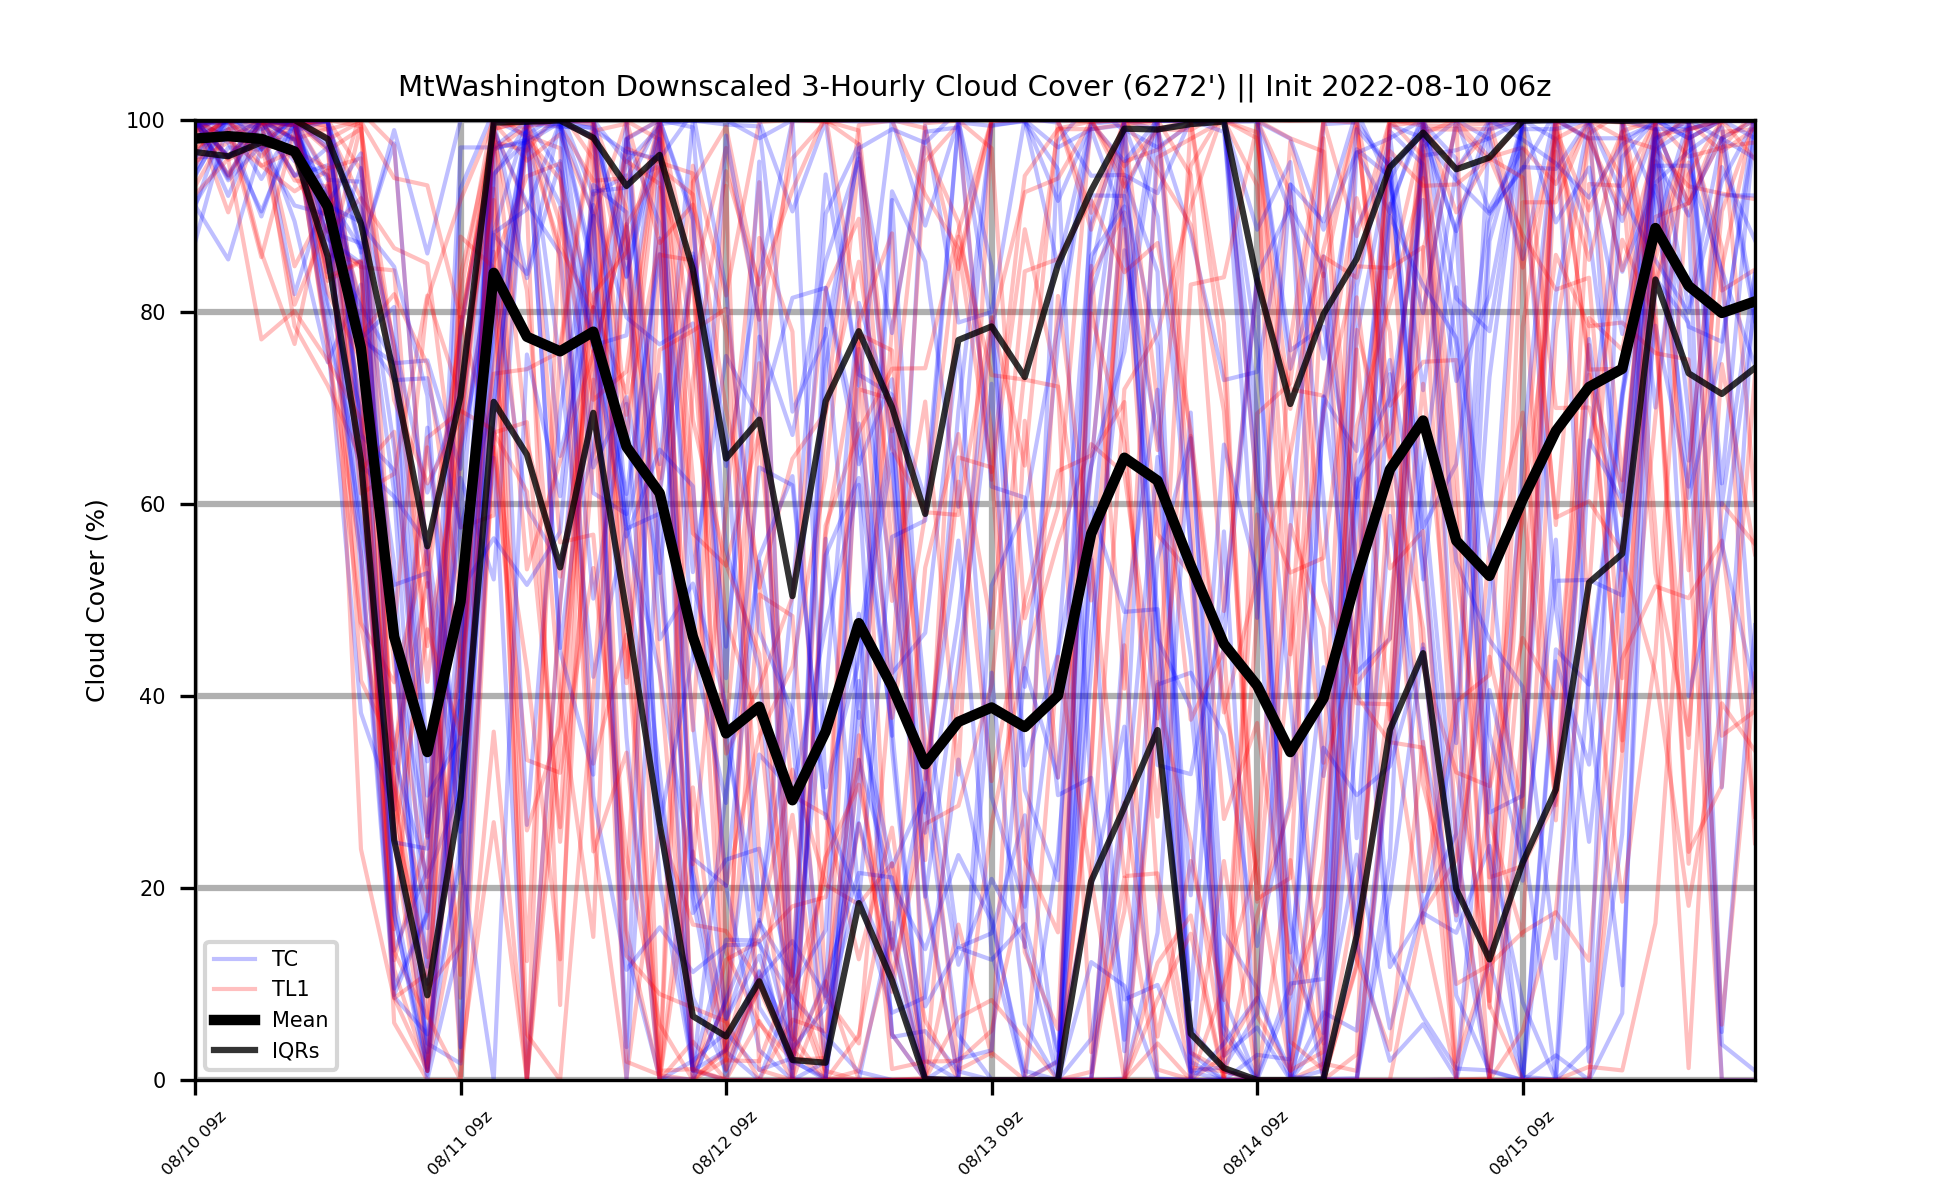 MtWashington Downscaled 3-Hourly Cloud Cover (6272') || Init 2022-08-10 06z
Cloud Cover (%)
100
80
60
40
20
0
TC
TL1
Mean
IQRs
08/10 09z
08/11 09z
08/12 09z
08/13 09z
08/14 09z
08/15 09z